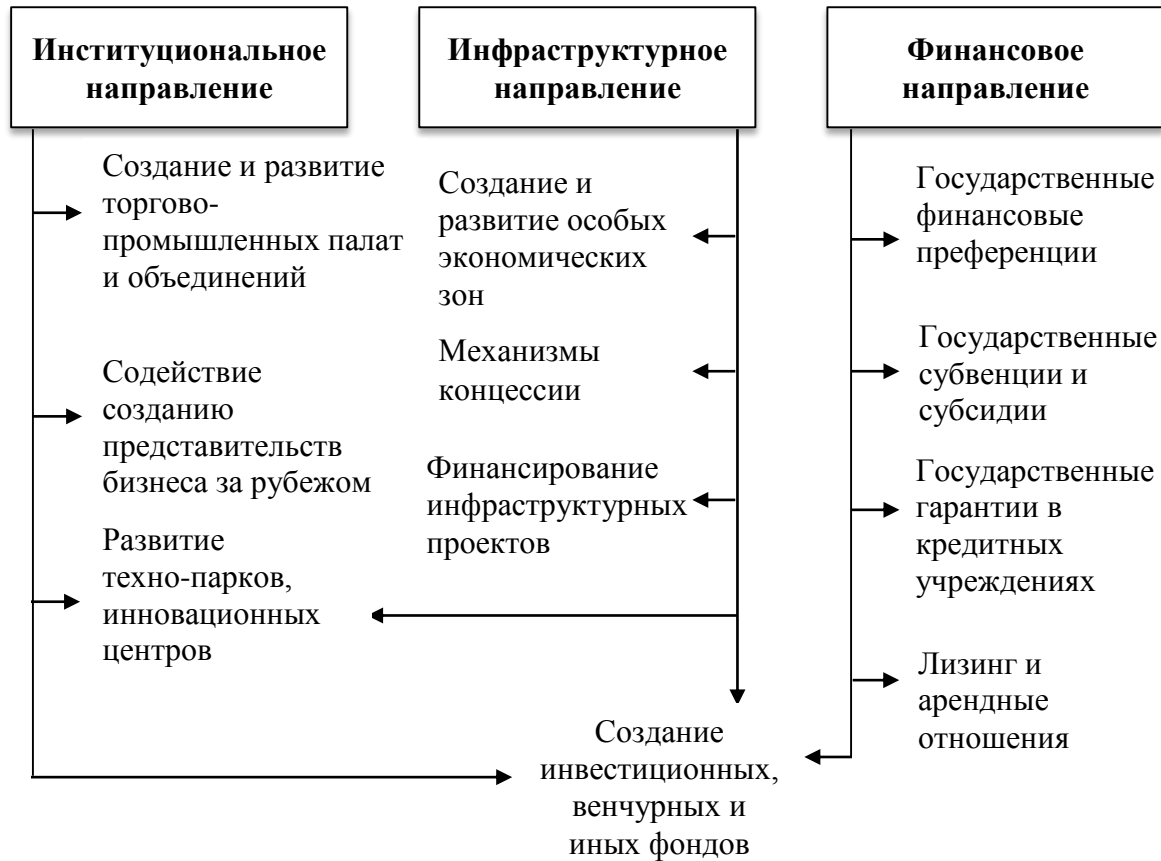 Институциональное
направление
Инфраструктурное
направление
Финансовое
направление
Создание и развитие
торгово-
промышленных палат
и объединений
Содействие
созданию
представительств
бизнеса за рубежом
Развитие
техно-парков,
инновационных
центров
Создание и
развитие особых
экономических
зон
Механизмы
концессии
Финансирование
инфраструктурных
проектов
Государственные
финансовые
преференции
Государственные
субвенции и
субсидии
Государственные
гарантии в
кредитных
учреждениях
Лизинг и
арендные
отношения
Создание
инвестиционных,
венчурных и
иных фондов